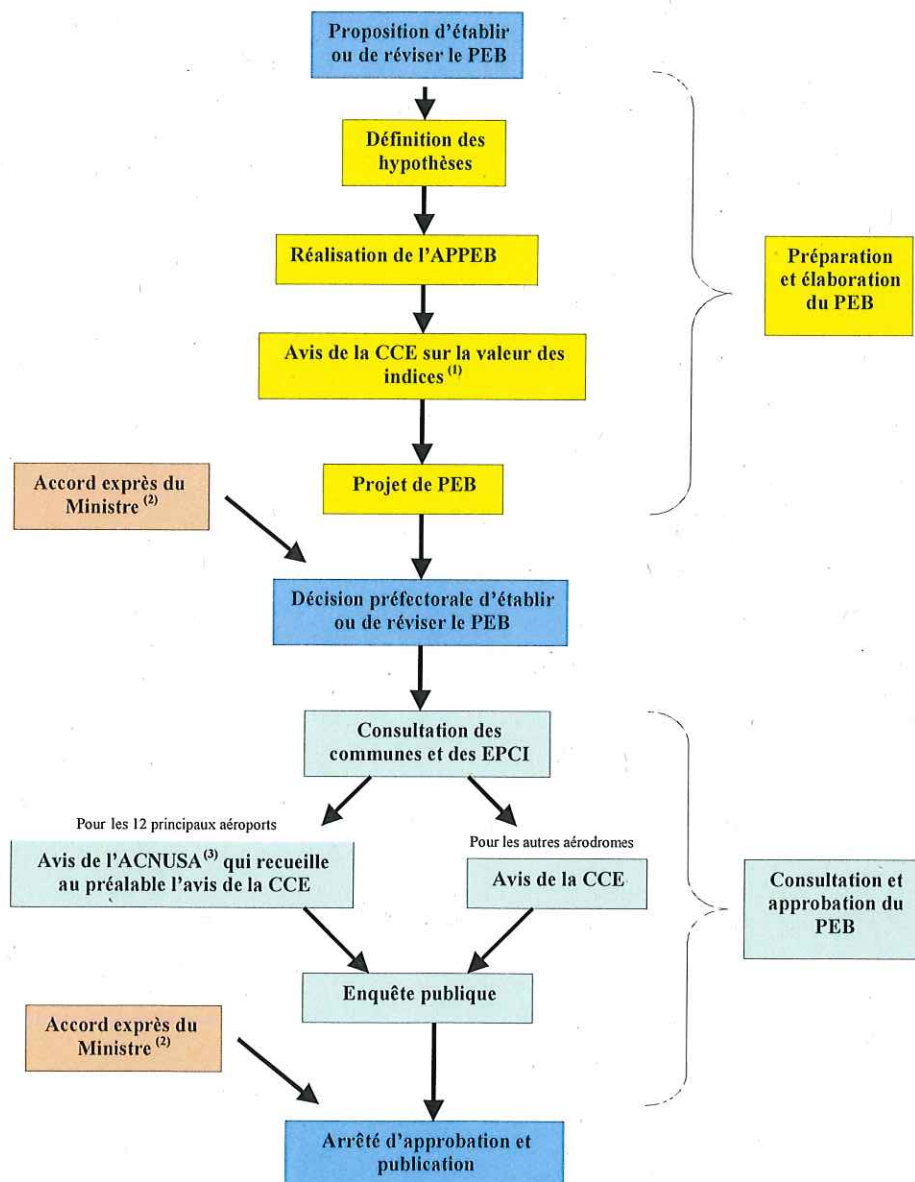 Proposition d'établir
ou de réviser le PEB
Définition des
hypothèses
Réalisation de l'APPEB
Préparation
et élaboration
du PEB
Avis de la CCE sur la valeur des
indices (1)
Accord exprès du
Ministre (2)
Projet de PEB
Décision préfectorale d'établir
ou de réviser le PEB
Consultation des
communes et des EPCI
Pour les 12 principaux aéroports
Avis de l'ACNUSA(3) qui recueille
au préalable l'avis de la CCE
Pour les autres aérodromes
Avis de la CCE
Consultation et
approbation du
PEB
Enquête publique
Accord exprès du
Ministre (2)
Arrêté d'approbation et
publication